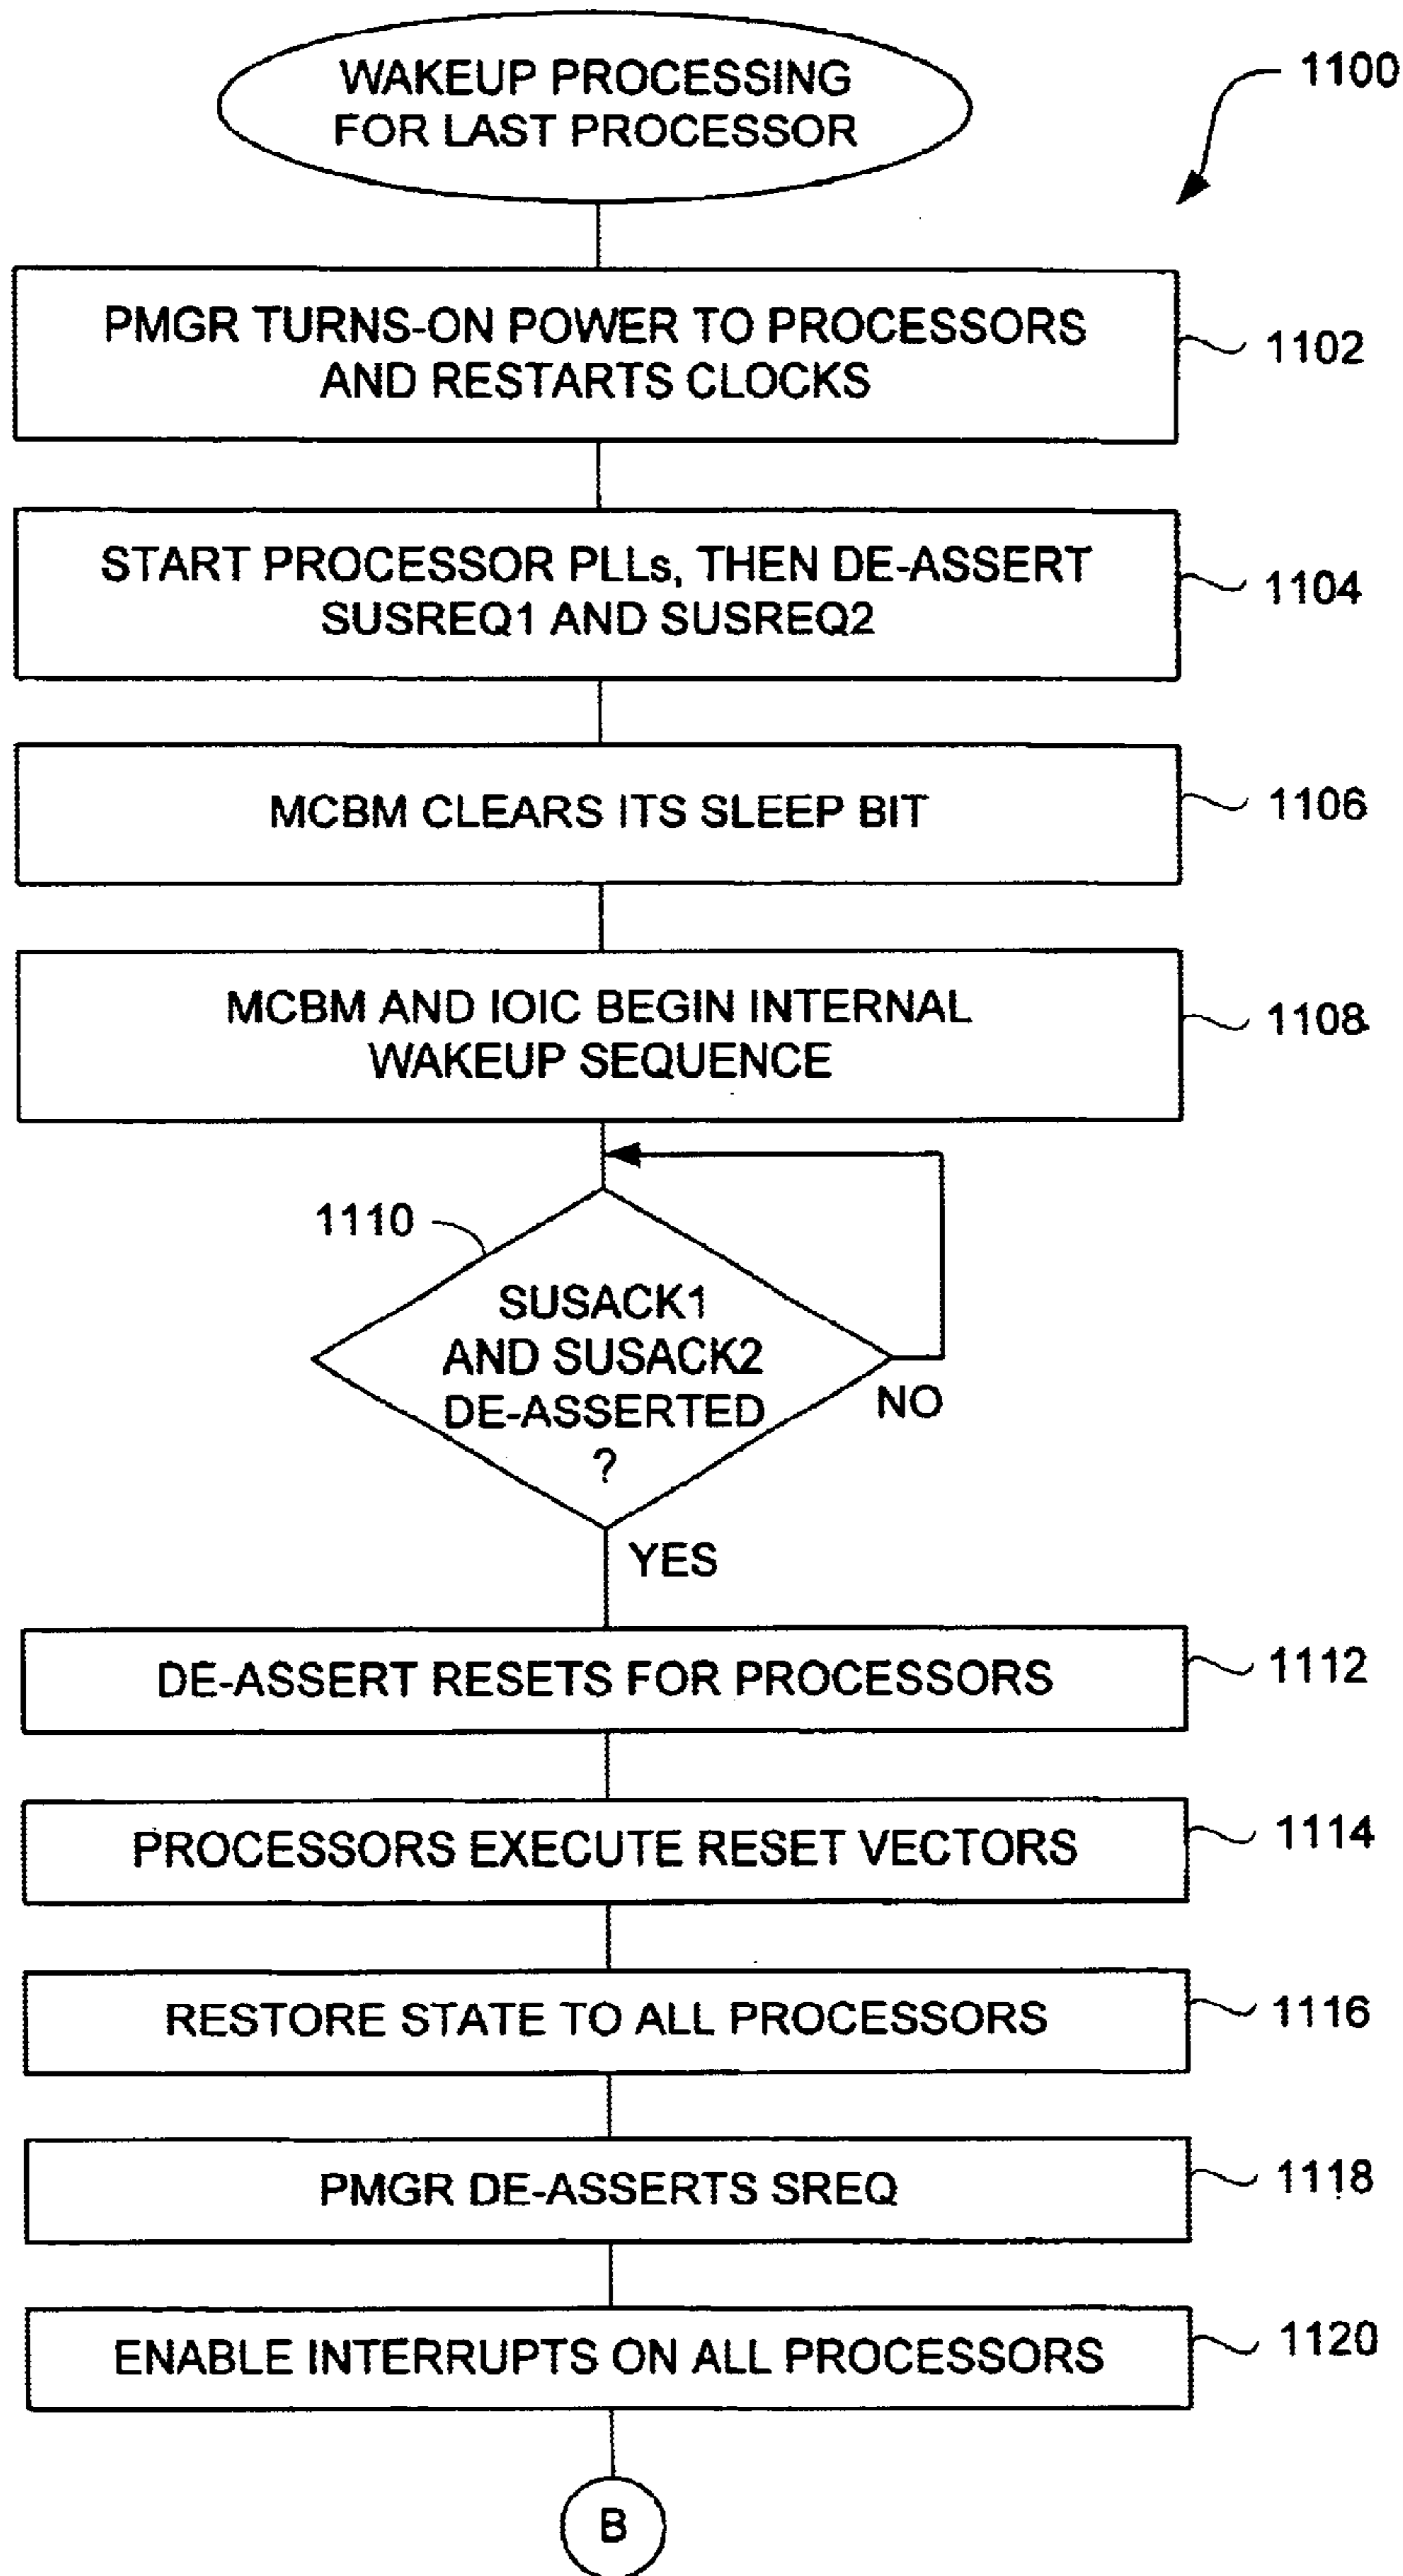 WAKEUP PROCESSING
FOR LAST PROCESSOR
1100
PMGR TURNS-ON POWER TO PROCESSORS
AND RESTARTS CLOCKS
1102
START PROCESSOR PLLs, THEN DE-ASSERT
SUSREQ1 AND SUSREQ2
1104
MCBM CLEARS ITS SLEEP BIT
1106
MCBM AND IOIC BEGIN INTERNAL
WAKEUP SEQUENCE
1108
1110
SUSACK1
AND SUSACK2
DE-ASSERTED
?
NO
YES
DE-ASSERT RESETS FOR PROCESSORS
1112
PROCESSORS EXECUTE RESET VECTORS
1114
RESTORE STATE TO ALL PROCESSORS
1116
PMGR DE-ASSERTS SREQ
1118
ENABLE INTERRUPTS ON ALL PROCESSORS
1120
B